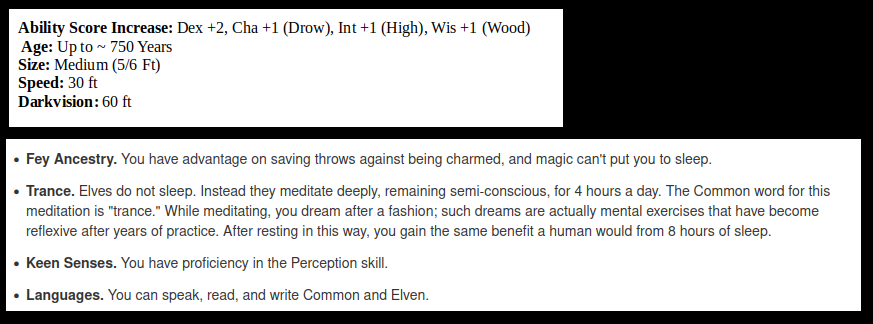 Ability Score Increase: Dex +2, Cha +1 (Drow), Int +1 (High), Wis +1 (Wood)
Age: Up to ~ 750 Years
Size: Medium (5/6 Ft)
Speed: 30 ft
Darkvision: 60 ft
• Fey Ancestry. You have advantage on saving throws against being charmed, and magic can't put you to sleep.
• Trance. Elves do not sleep. Instead they meditate deeply, remaining semi-conscious, for 4 hours a day. The Common word for this
meditation is "trance." While meditating, you dream after a fashion; such dreams are actually mental exercises that have become
reflexive after years of practice. After resting in this way, you gain the same benefit a human would from 8 hours of sleep.
• Keen Senses. You have proficiency in the Perception skill.
• Languages. You can speak, read, and write Common and Elven.